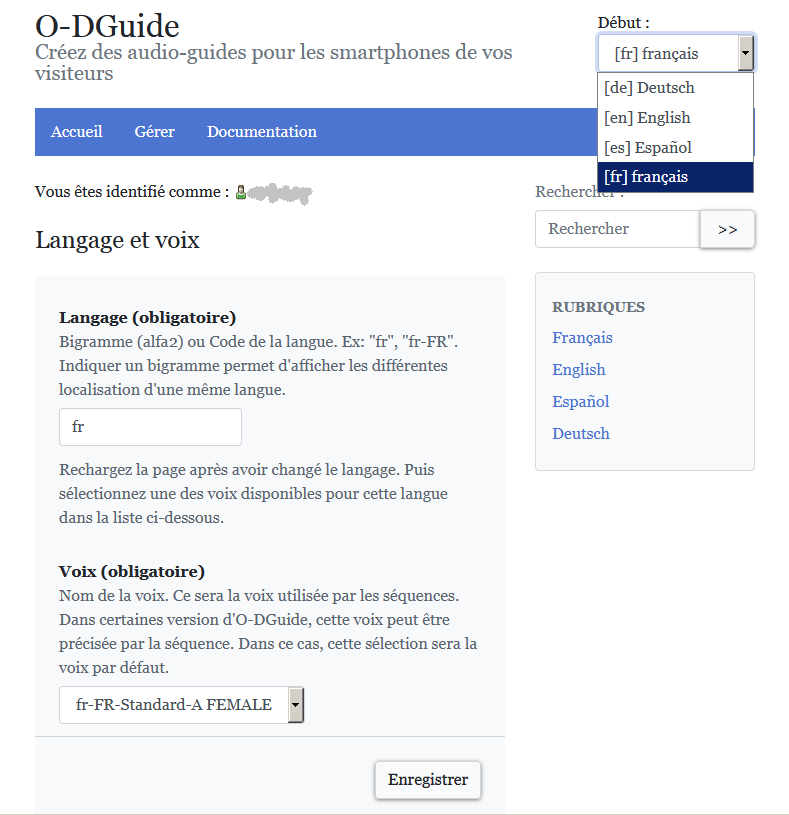 O-DGuide
Créez des audio-guides pour les smartphones de vos
visiteurs
Début :
[fr] français
[de] Deutsch
[en] English
[es] Español
[fr] français
Accueil Gérer Documentation
Vous êtes identifié comme :
Langage et voix
Langage (obligatoire)
Bigramme (alfa2) ou Code de la langue. Ex: "fr", "fr-FR".
Indiquer un bigramme permet d'afficher les différentes
localisation d'une même langue.
fr
Rechargez la page après avoir changé le langage. Puis
sélectionnez une des voix disponibles pour cette langue
dans la liste ci-dessous.
Voix (obligatoire)
Nom de la voix. Ce sera la voix utilisée par les séquences.
Dans certaines version d'O-DGuide, cette voix peut être
précisée par la séquence. Dans ce cas, cette sélection sera la
voix par défaut.
fr-FR-Standard-A FEMALE
Enregistrer
Rechercher :
Rechercher >>
RUBRIQUES
Français
English
Español
Deutsch